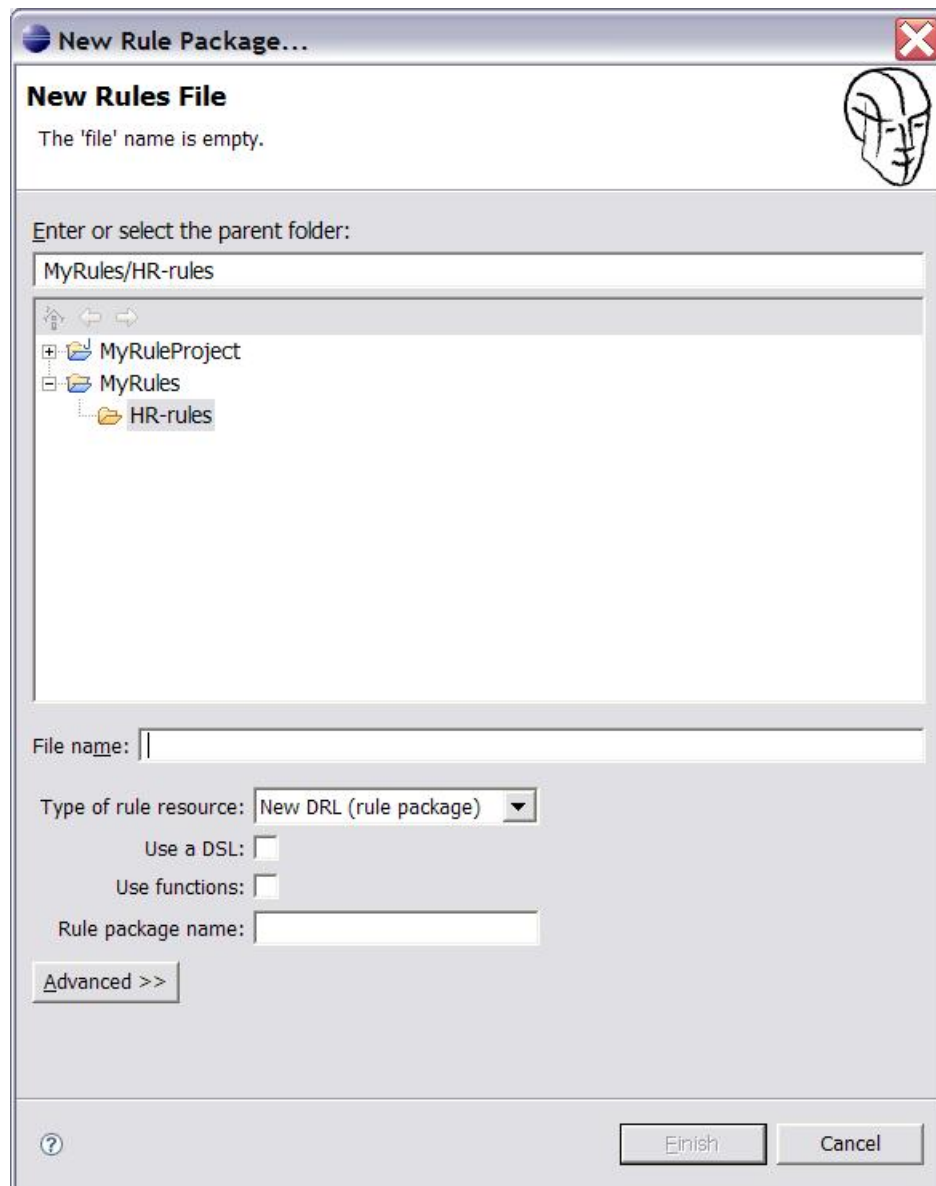 New Rule Package...
New Rules File
The 'file' name is empty.
Enter or select the parent folder:
MyRules/HR-rules
MyRuleProject
MyRules
HR-rules
File name:
Type of rule resource: New DRL (rule package)
Use a DSL:
Use functions:
Rule package name:
Advanced >>
?
Finish Cancel